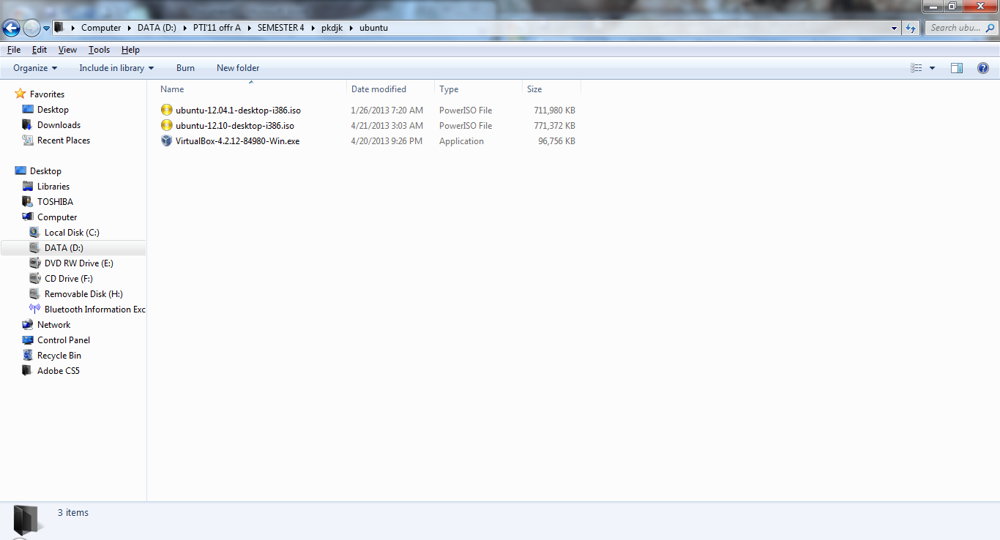 Computer DATA (D:) PTI'11 offr A SEMESTER 4 pkdjk ubuntu Search ubu...
File Edit View Tools Help
Organize Include in library Burn New folder
Name Date modified Type Size
ubuntu-12.04.1-desktop-i386.iso 1/26/2013 7:20 AM PowerISO File 711,980 KB
ubuntu-12.10-desktop-i386.iso 4/21/2013 3:03 AM PowerISO File 771,372 KB
VirtualBox-4.2.12-84980-Win.exe 4/20/2013 9:26 PM Application 96,756 KB
Favorites
Desktop
Downloads
Recent Places
Desktop
Libraries
TOSHIBA
Computer
Local Disk (C:)
DATA (D:)
DVD RW Drive (E:)
CD Drive (F:)
Removable Disk (H:)
Bluetooth Information Exc
Network
Control Panel
Recycle Bin
Adobe CS5
3 items